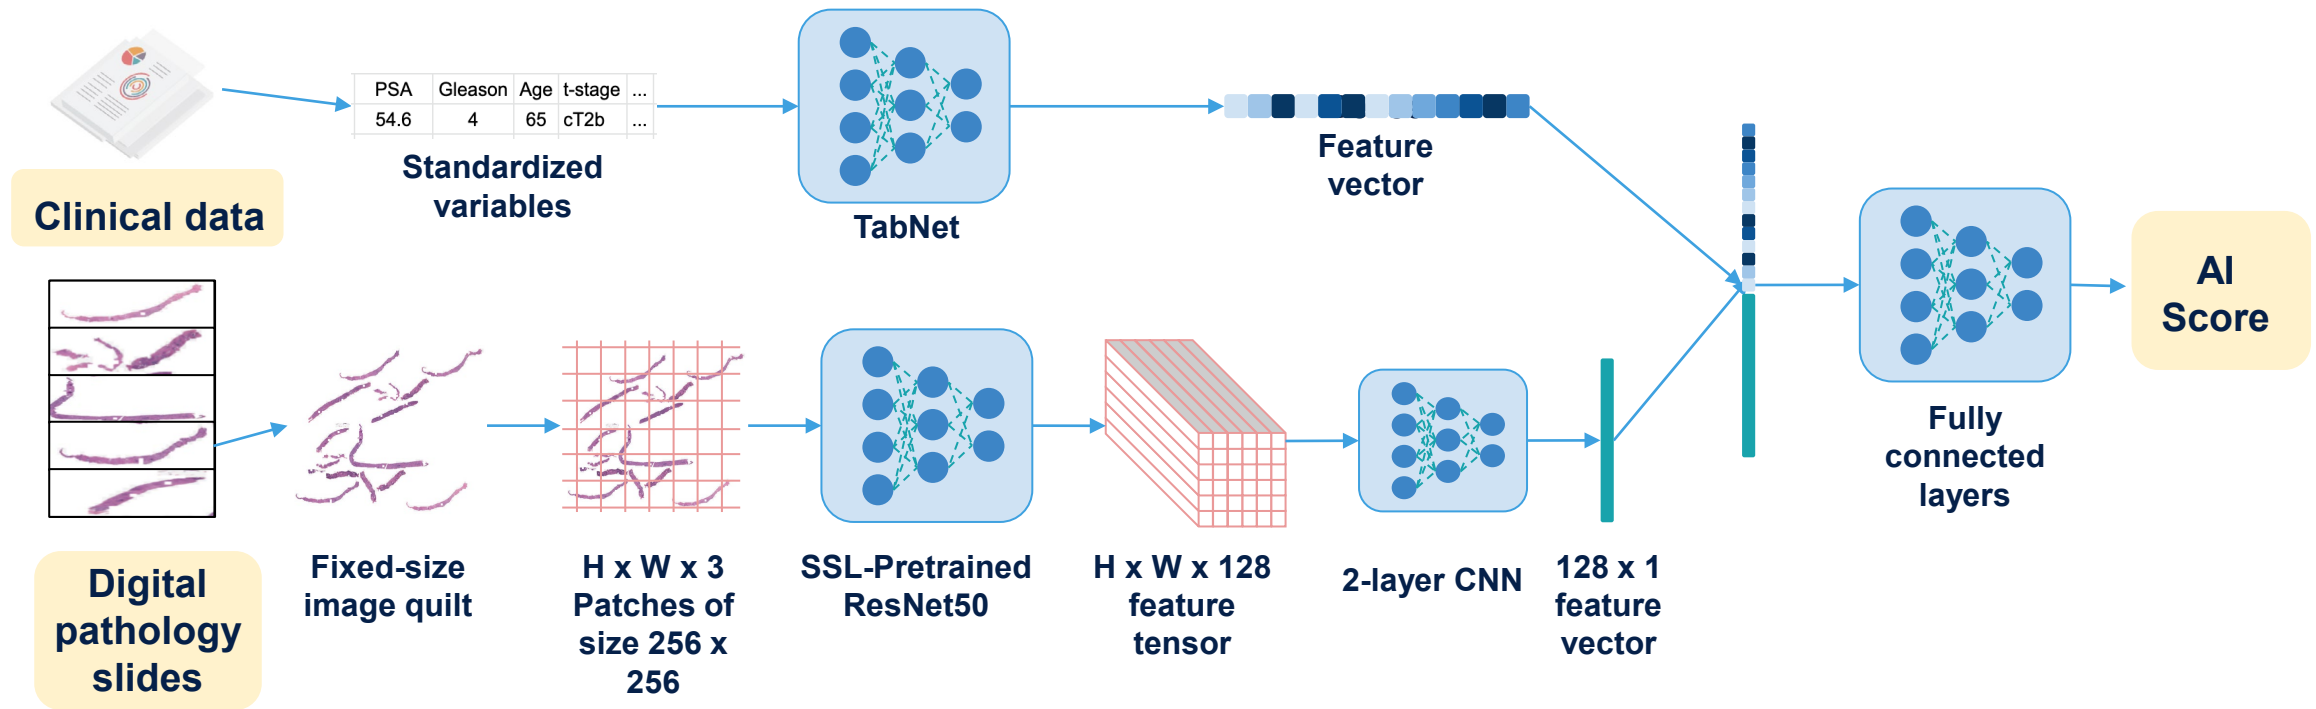 PSA Gleason Age t-stage ...
54.6 4 65 cT2b ...
Standardized
variables
Clinical data
TabNet
Feature
vector
AI
Score
Fully
connected
layers
Digital
pathology
slides
Fixed-size
image quilt
H x W x 3
Patches of
size 256 x
256
SSL-Pretrained
ResNet50
H x W x 128
feature
tensor
2-layer CNN
128 x 1
feature
vector